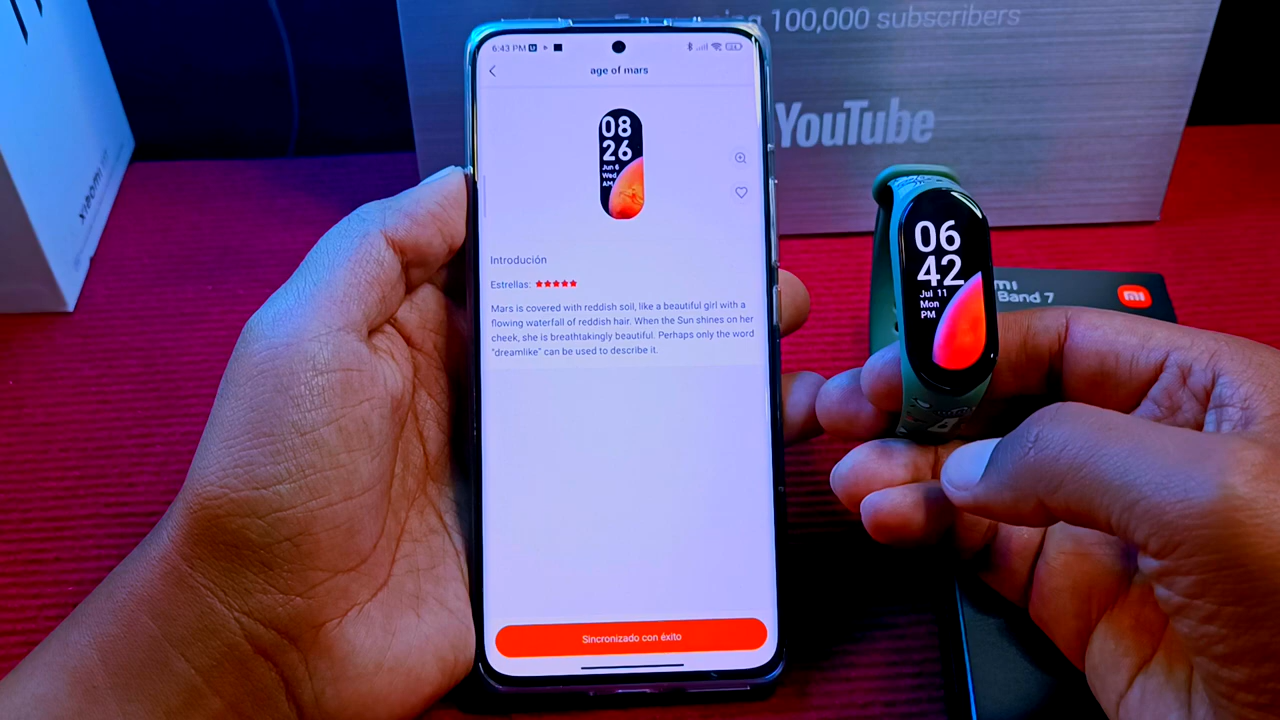 100,000 subscribers
YouTube
xiaomi
6:43 PM
age of mars
08
26
Jun 6
Wed
AM
Introdución
Estrellas:
Mars is covered with reddish soil, like a beautiful girl with a
flowing waterfall of reddish hair. When the Sun shines on her
cheek, she is breathtakingly beautiful. Perhaps only the word
"dreamlike" can be used to describe it.
Sincronizado con éxito
06
42
Jul 11
Mon
PM
Band 7
mi